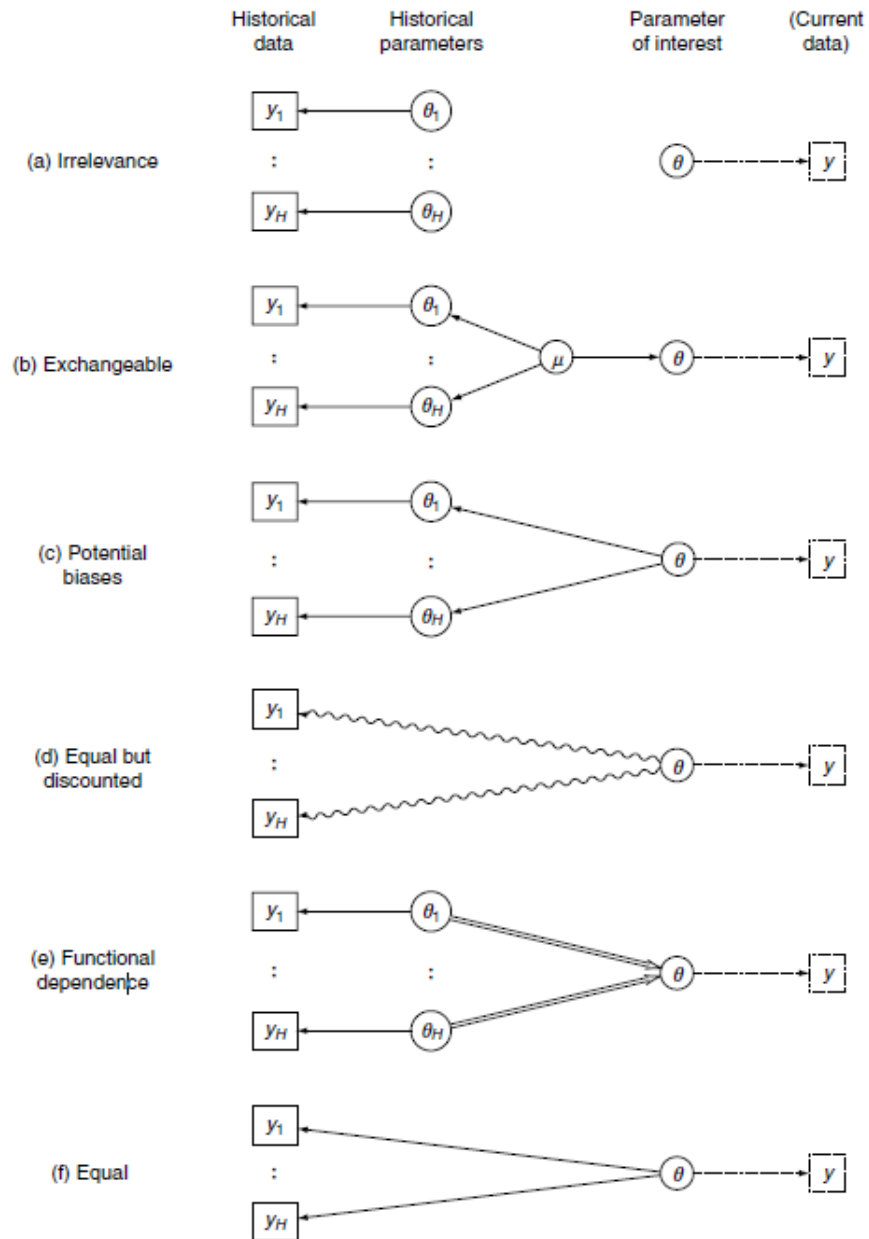 Historical data
Historical parameters
Parameter of interest
(Current data)
y1 θ1
(a) Irrelevance : : θ y
yH θH
y1 θ1
(b) Exchangeable : : μ θ y
yH θH
y1 θ1
(c) Potential biases : : θ y
yH θH
y1
(d) Equal but discounted : θ y
yH
y1 θ1
(e) Functional dependence : : θ y
yH θH
y1
(f) Equal : θ y
yH